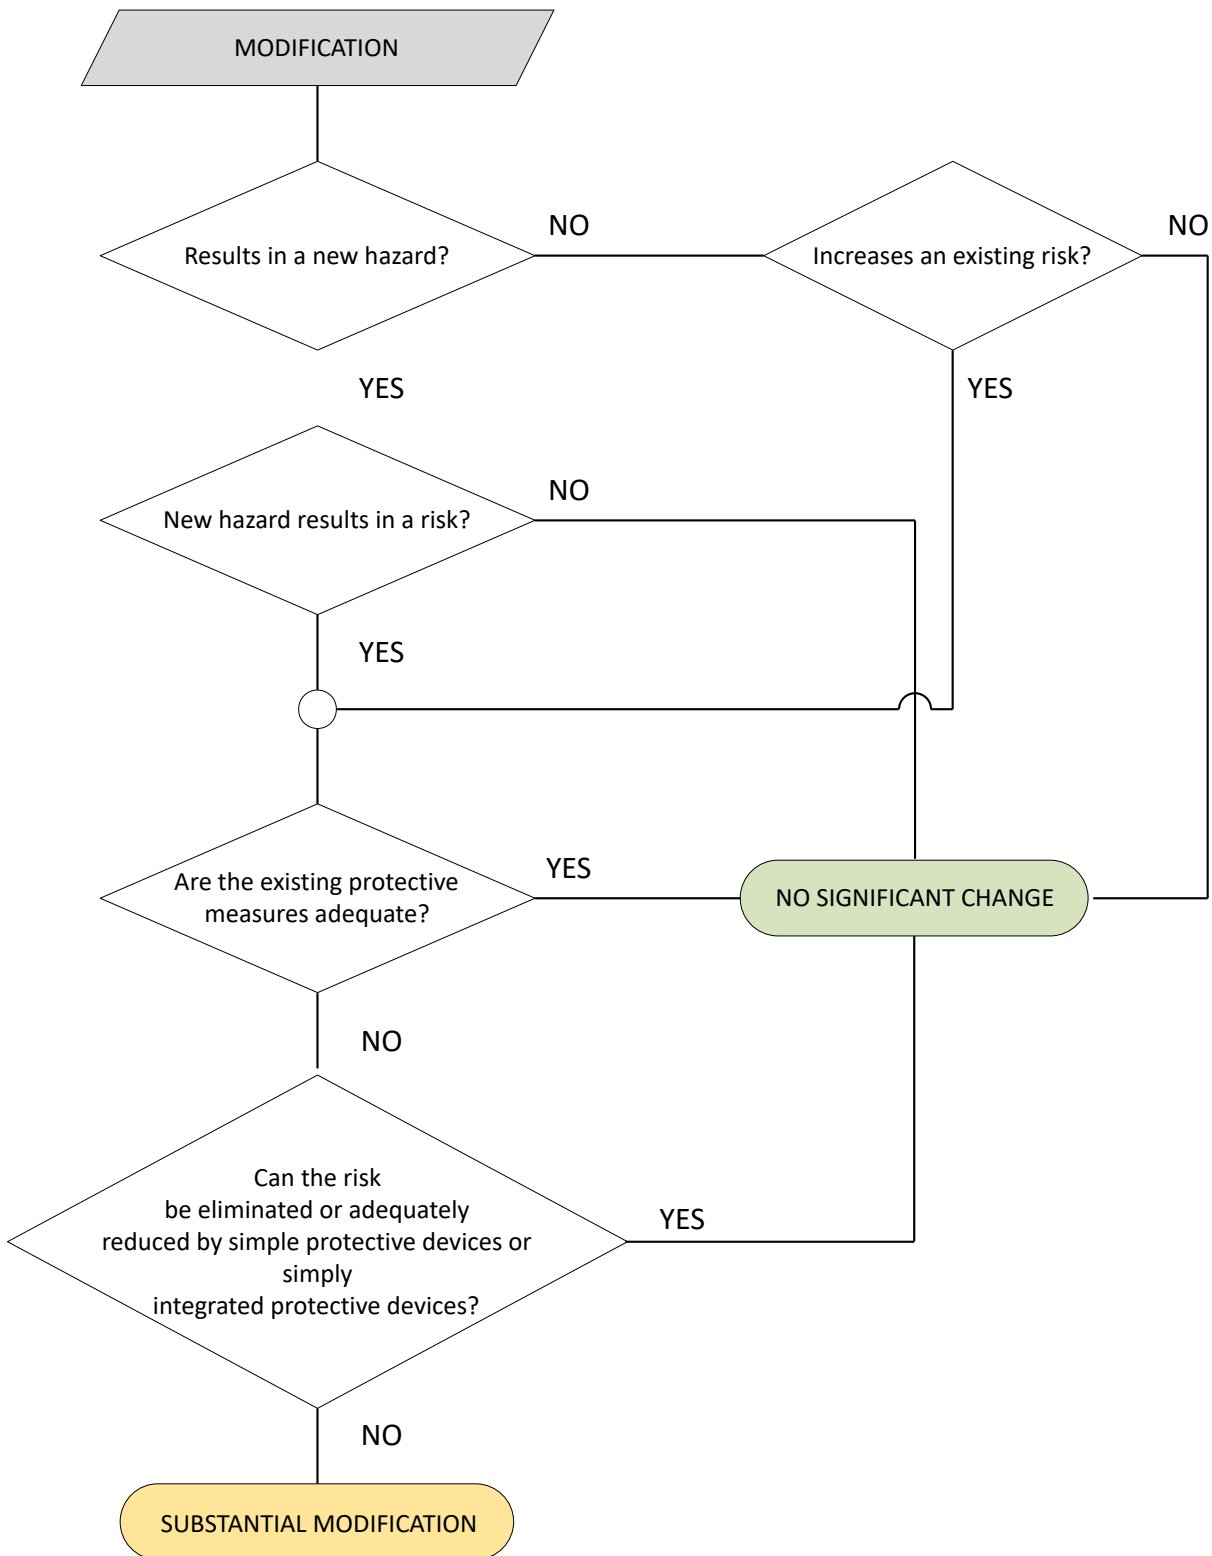 MODIFICATION
NO
NO
Results in a new hazard?
Increases an existing risk?
YES
YES
NO
New hazard results in a risk?
YES
YES
Are the existing protective
measures adequate?
NO SIGNIFICANT CHANGE
NO
Can the risk
be eliminated or adequately
reduced by simple protective devices or
simply
integrated protective devices?
YES
NO
SUBSTANTIAL MODIFICATION